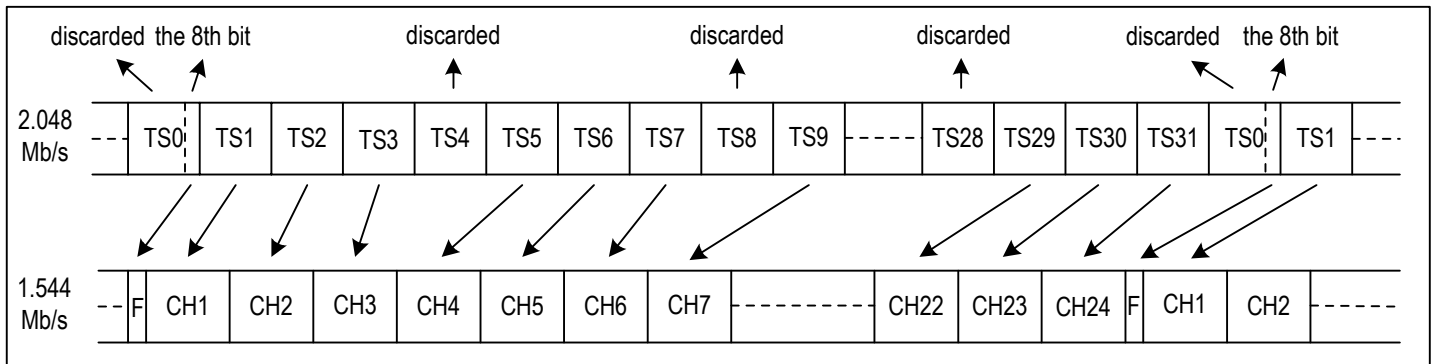 discarded the 8th bit discarded discarded discarded discarded the 8th bit
2.048
Mb/s
TS0 TS1 TS2 TS3 TS4 TS5 TS6 TS7 TS8 TS9 TS28 TS29 TS30 TS31 TS0 TS1
1.544
Mb/s
F CH1 CH2 CH3 CH4 CH5 CH6 CH7 CH22 CH23 CH24 F CH1 CH2